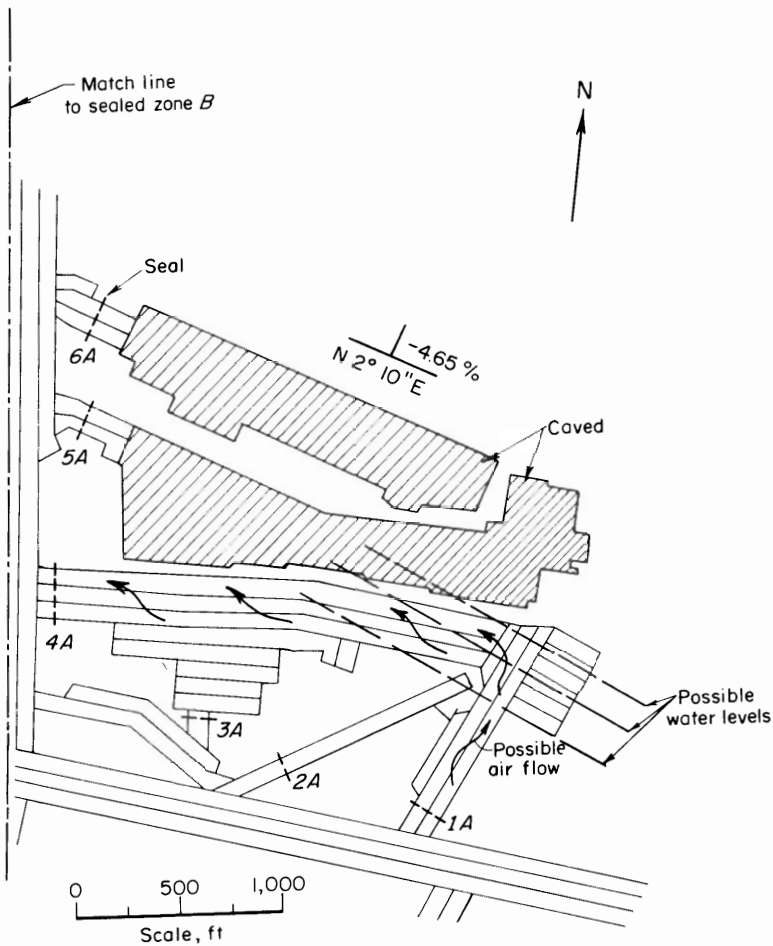 Match line
to sealed zone B
N
Seal
6A
-4.65 %
N 2° 10"E
Caved
5A
4A
3A
2A
Possible
air flow
Possible
water levels
1A
0 500 1,000
Scale, ft